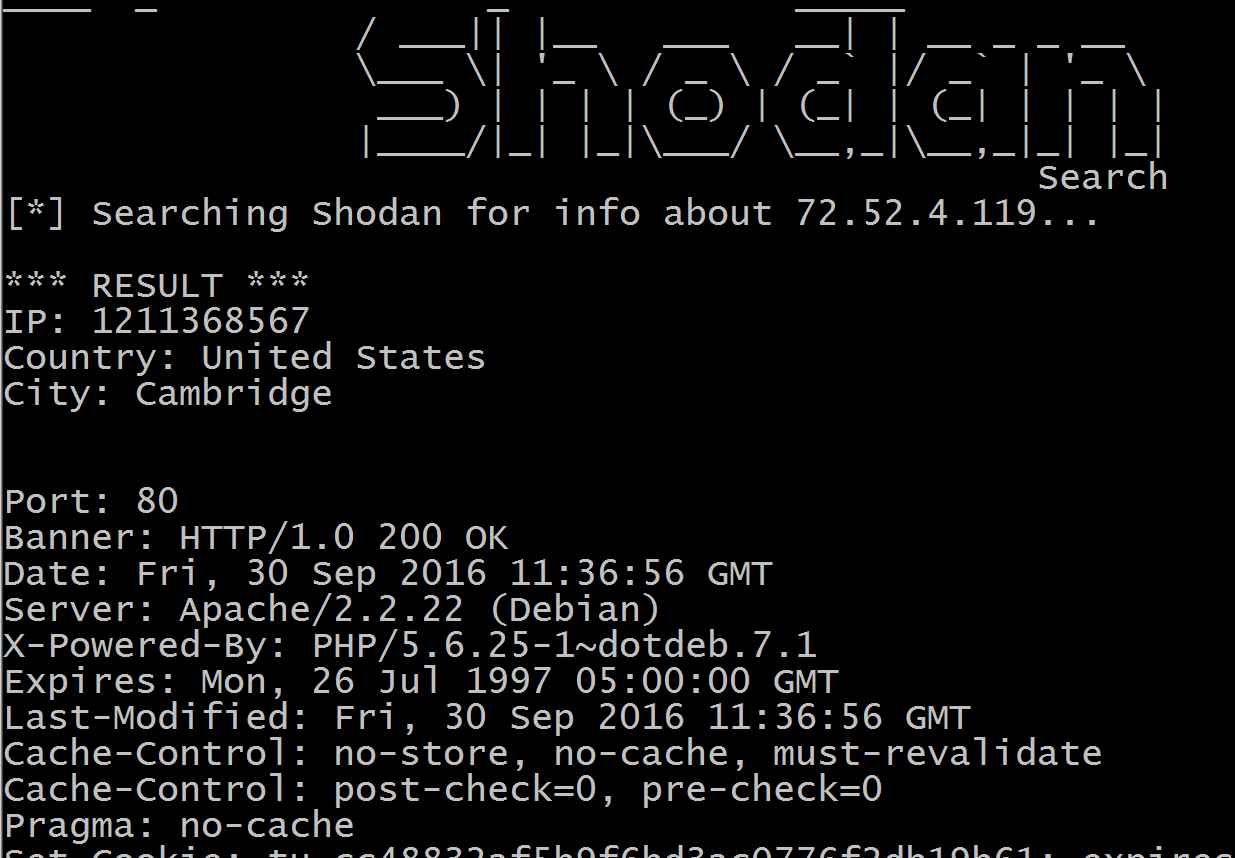 Shodan
Search
[*] Searching Shodan for info about 72.52.4.119...
*** RESULT ***
IP: 1211368567
Country: United States
City: Cambridge
Port: 80
Banner: HTTP/1.0 200 OK
Date: Fri, 30 Sep 2016 11:36:56 GMT
Server: Apache/2.2.22 (Debian)
X-Powered-By: PHP/5.6.25-1~dotdeb.7.1
Expires: Mon, 26 Jul 1997 05:00:00 GMT
Last-Modified: Fri, 30 Sep 2016 11:36:56 GMT
Cache-Control: no-store, no-cache, must-revalidate
Cache-Control: post-check=0, pre-check=0
Pragma: no-cache
Set-Cookie: